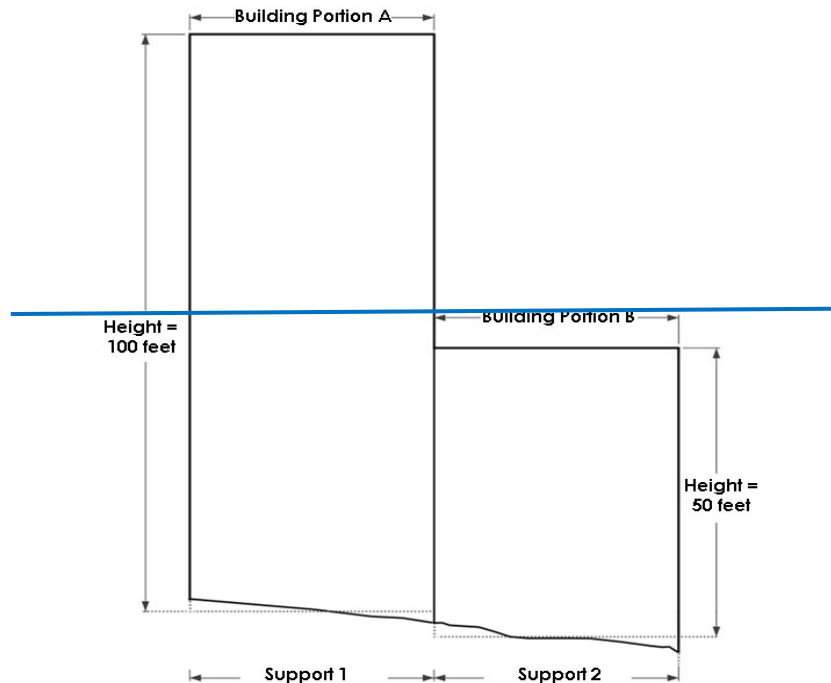 Building Portion A
Height =
100 feet
Building Portion B
Height =
50 feet
Support 1
Support 2